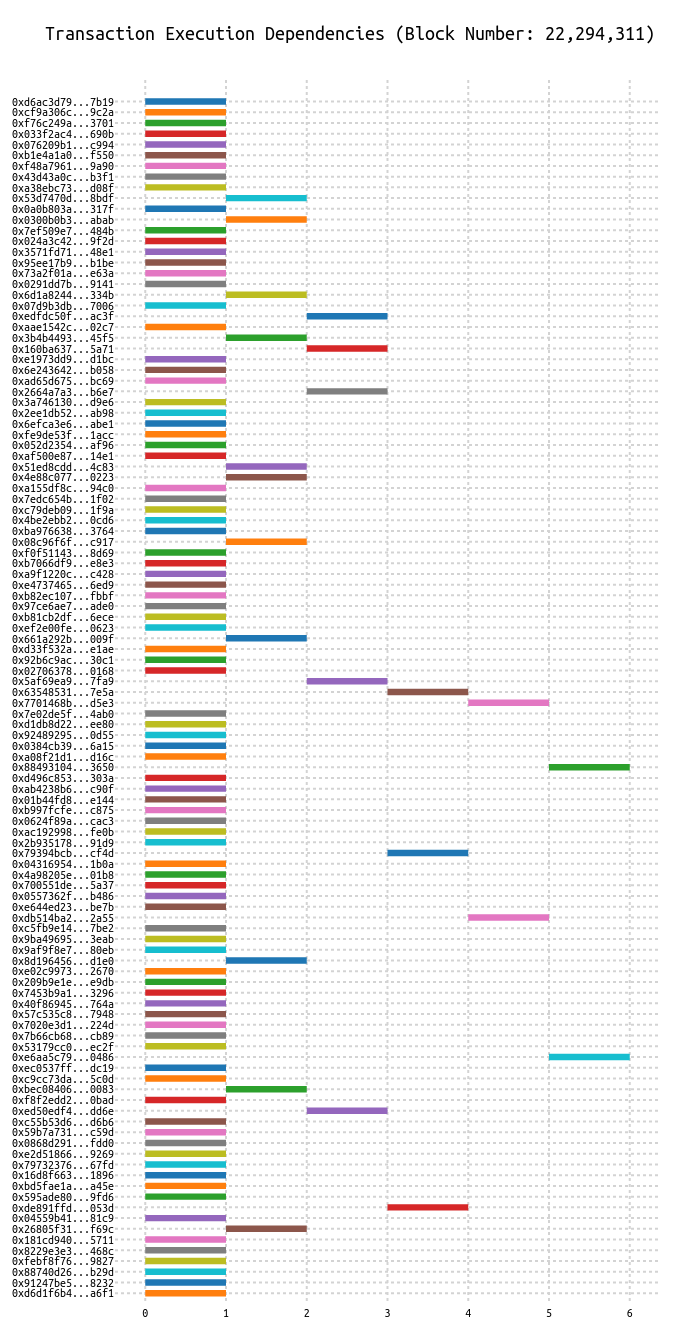 Transaction Execution Dependencies (Block Number: 22,294,311)
0xd6ac3d79...7b19
0xcf9a306c...9c2a
0xf76c249a...3701
0x033f2ac4...690b
0x076209b1...c994
0xb1e4a1a0...f550
0xf48a7961...9a90
0x43d43a0c...b3f1
0xa38ebc73...d08f
0x53d7470d...8bdf
0x0a0b803a...317f
0x0300b0b3...abab
0x7ef509e7...484b
0x024a3c42...9f2d
0x3571fd71...48e1
0x95ee17b9...b1be
0x73a2f01a...e63a
0x0291dd7b...9141
0x6d1a8244...334b
0x07d9b3db...7006
0xedfdc50f...ac3f
0xaae1542c...02c7
0x3b4b4493...45f5
0x160ba637...5a71
0xe1973dd9...d1bc
0x6e243642...b058
0xad65d675...bc69
0x2664a7a3...b6e7
0x3a746130...d9e6
0x2ee1db52...ab98
0x6efca3e6...abe1
0xfe9de53f...1acc
0x052d2354...af96
0xaf500e87...14e1
0x51ed8cdd...4c83
0x4e88c077...0223
0xa155df8c...94c0
0x7edc654b...1f02
0xc79deb09...1f9a
0x4be2ebb2...0cd6
0xba976638...3764
0x08c96f6f...c917
0xf0f51143...8d69
0xb7066df9...e8e3
0xa9f1220c...c428
0xe4737465...6ed9
0xb82ec107...fbbf
0x97ce6ae7...ade0
0xb81cb2df...6ece
0xef2e00fe...0623
0x661a292b...009f
0xd33f532a...e1ae
0x92b6c9ac...30c1
0x02706378...0168
0x5af69ea9...7fa9
0x63548531...7e5a
0x7701468b...d5e3
0x7e02de5f...4ab0
0xd1db8d22...ee80
0x92489295...0d55
0x0384cb39...6a15
0xa08f21d1...d16c
0x88493104...3650
0xd496c853...303a
0xab4238b6...c90f
0x01b44fd8...e144
0xb997fcfe...c875
0x0624f89a...cac3
0xac192998...fe0b
0x2b935178...91d9
0x79394bcb...cf4d
0x04316954...1b0a
0x4a98205e...01b8
0x700551de...5a37
0x0557362f...b486
0xe644ed23...be7b
0xdb514ba2...2a55
0xc5fb9e14...7be2
0x9ba49695...3eab
0x9af9f8e7...80eb
0x8d196456...d1e0
0xe02c9973...2670
0x209b9e1e...e9db
0x7453b9a1...3296
0x40f86945...764a
0x57c535c8...7948
0x7020e3d1...224d
0x7b66cb68...cb89
0x53179cc0...ec2f
0xe6aa5c79...0486
0xec0537ff...dc19
0xc9cc73da...5c0d
0xbec08406...0083
0xf8f2edd2...0bad
0xed50edf4...dd6e
0xc55b53d6...d6b6
0x59b7a731...c59d
0x0868d291...fdd0
0xe2d51866...9269
0x79732376...67fd
0x16d8f663...1896
0xbd5fae1a...a45e
0x595ade80...9fd6
0xde891ffd...053d
0x04559b41...81c9
0x26805f31...f69c
0x181cd940...5711
0x8229e3e3...468c
0xfebf8f76...9827
0x88740d26...b29d
0x91247be5...8232
0xd6d1f6b4...a6f1
0 1 2 3 4 5 6